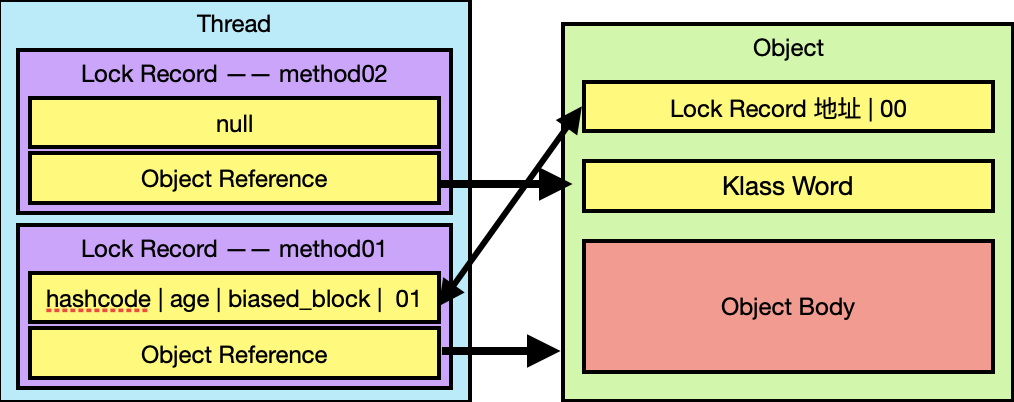 Thread
Lock Record —— method02
null
Object Reference
Lock Record —— method01
hashcode | age | biased_block | 01
Object Reference
Object
Lock Record 地址 | 00
Klass Word
Object Body